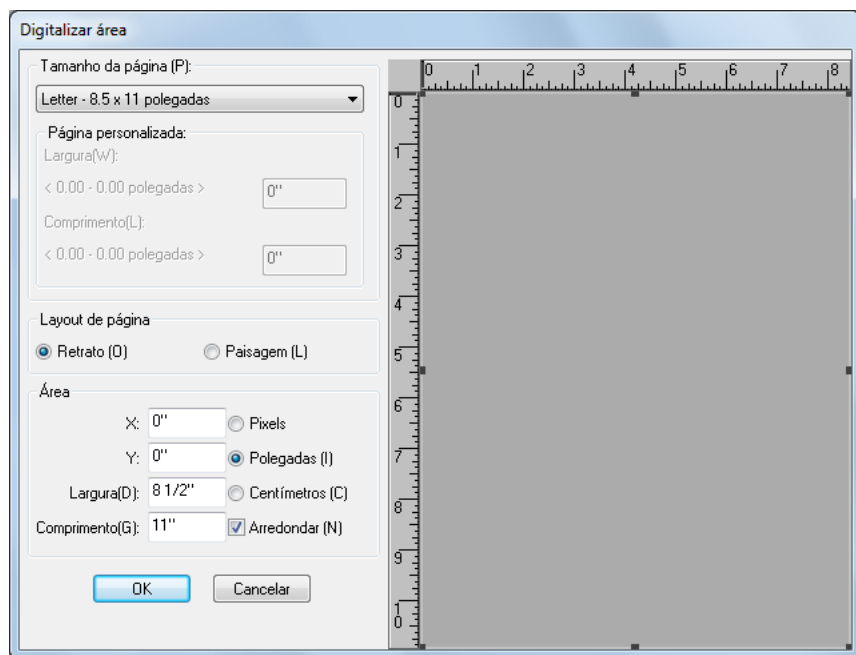 Digitalizar área
Tamanho da página (P):
Letter - 8.5 x 11 polegadas
Página personalizada:
Largura(W):
< 0.00 - 0.00 polegadas > 0''
Comprimento(L):
< 0.00 - 0.00 polegadas > 0''
Layout de página
Retrato (O) Paisagem (L)
Área
X: 0'' Pixels
Y: 0'' Polegadas (I)
Largura(D): 8 1/2'' Centímetros (C)
Comprimento(G): 11'' Arredondar (N)
OK Cancelar
0 1 2 3 4 5 6 7 8
0
1
2
3
4
5
6
7
8
9
1
0